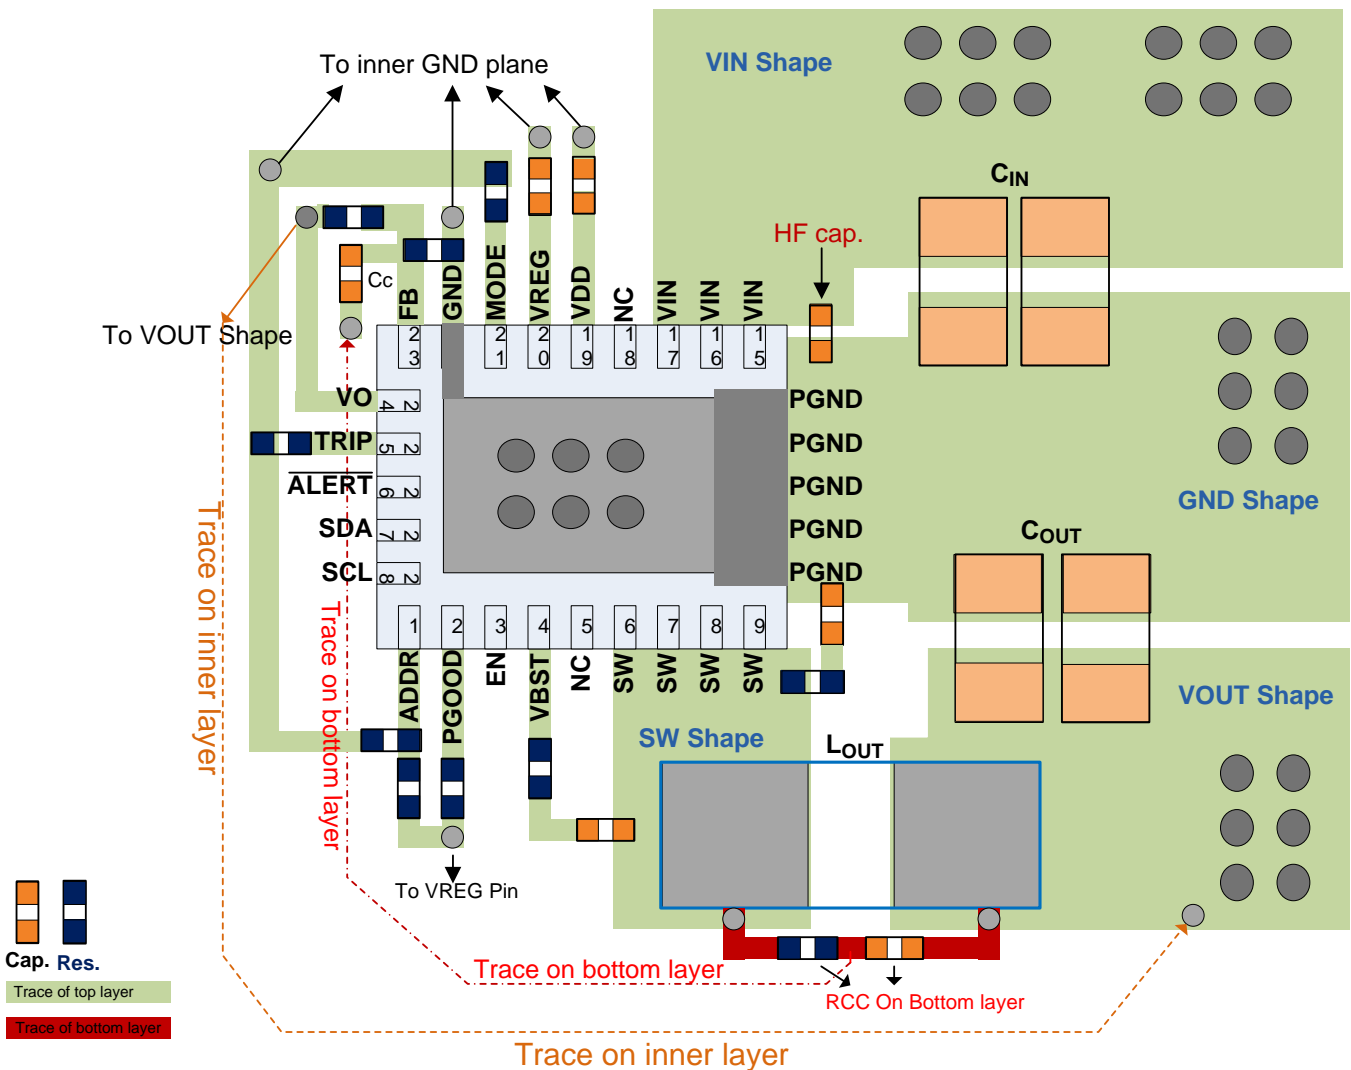 To inner GND plane
VIN Shape
C_IN
HF cap.
Cc
FB
GND
MODE
VREG
VDD
NC
VIN
VIN
VIN
To VOUT Shape
23
21
20
19
18
17
16
15
VO
24
TRIP
25
ALERT
26
SDA
27
SCL
28
PGND
PGND
PGND
PGND
PGND
GND Shape
C_OUT
1
2
3
4
5
6
7
8
9
ADDR
PGOOD
EN
VBST
NC
SW
SW
SW
SW
SW Shape
L_OUT
VOUT Shape
Trace on inner layer
Trace on bottom layer
To VREG Pin
Cap.
Res.
Trace of top layer
Trace of bottom layer
Trace on bottom layer
RCC On Bottom layer
Trace on inner layer